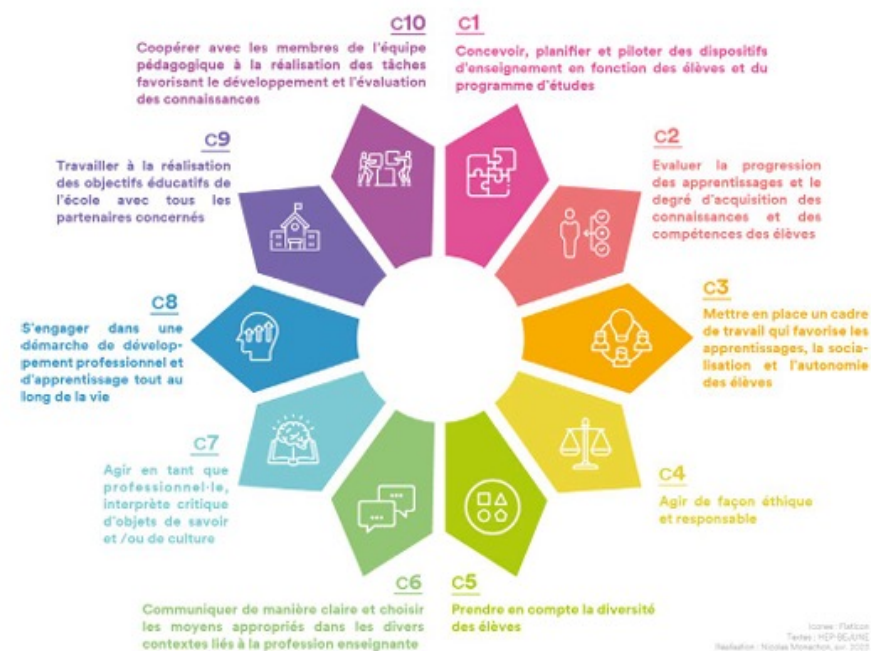 C10
Coopérer avec les membres de l'équipe
pédagogique à la réalisation des tâches
favorisant le développement et l'évaluation
des connaissances
C1
Concevoir, planifier et piloter des dispositifs
d'enseignement en fonction des élèves et du
programme d'études
C9
Travailler à la réalisation
des objectifs éducatifs de
l'école avec tous les
partenaires concernés
C2
Evaluer la progression
des apprentissages et le
degré d'acquisition des
connaissances et des
compétences des élèves
C8
S'engager dans une
démarche de dévelop-
pement professionnel et
d'apprentissage tout au
long de la vie
C3
Mettre en place un cadre
de travail qui favorise les
apprentissages, la socia-
lisation et l'autonomie
des élèves
C7
Agir en tant que
professionnel·le,
interprète critique
d'objets de savoir
et /ou de culture
C4
Agir de façon éthique
et responsable
C6
Communiquer de manière claire et choisir
les moyens appropriés dans les divers
contextes liés à la profession enseignante
C5
Prendre en compte la diversité
des élèves
Icones : Flaticon
Textes : HEP-BEJUNE
Réalisation : Nicolas Monachon, 2023